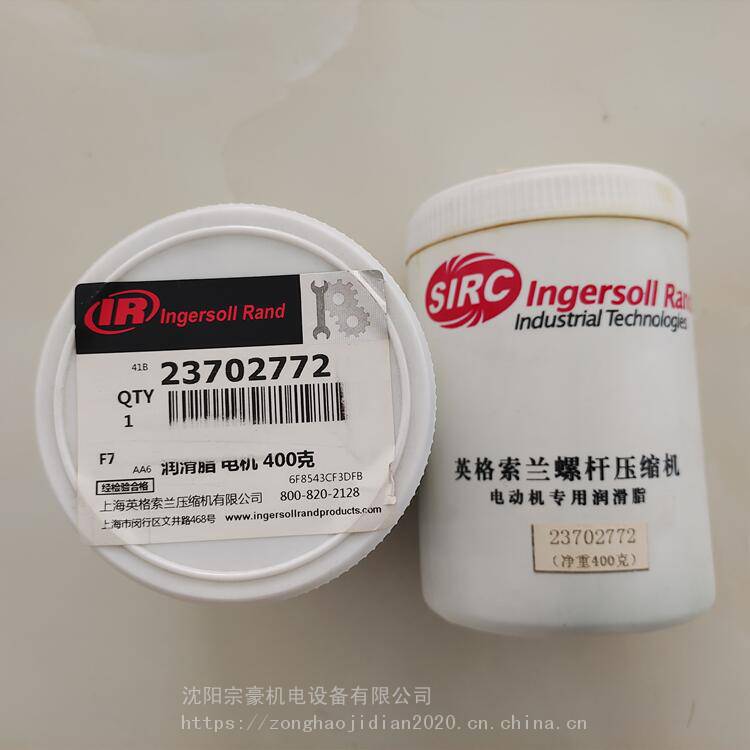 IR Ingersoll Rand
41B 23702772
QTY
1
F7 AA6 润滑脂 电机 400克
6F8543CF3DFB
经检验合格
上海英格索兰压缩机有限公司 800-820-2128
上海市闵行区文井路468号 www.ingersollrandproducts.com
SIRC Ingersoll Rand
Industrial Technologies
英格索兰螺杆压缩机
电动机专用润滑脂
23702772
(净重400克)
沈阳宗豪机电设备有限公司
https://zonghaojidian2020.cn.china.cn